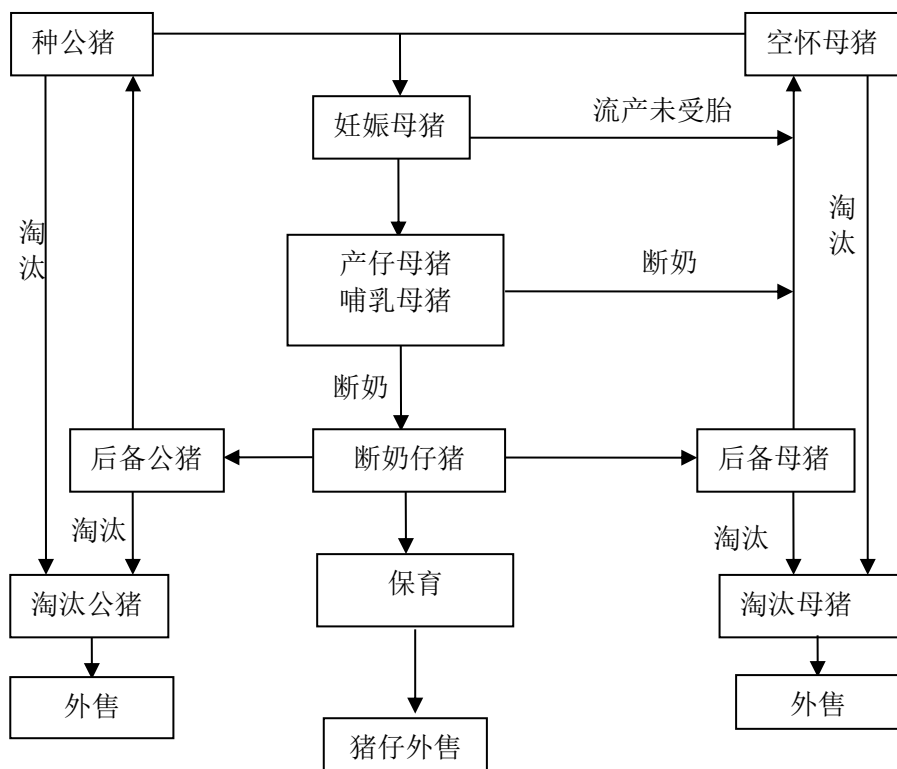 种公猪
空怀母猪
妊娠母猪
流产未受胎
淘
汰
淘
汰
产仔母猪
哺乳母猪
断奶
断奶
后备公猪
断奶仔猪
后备母猪
淘汰
淘汰
淘汰公猪
保育
淘汰母猪
外售
猪仔外售
外售